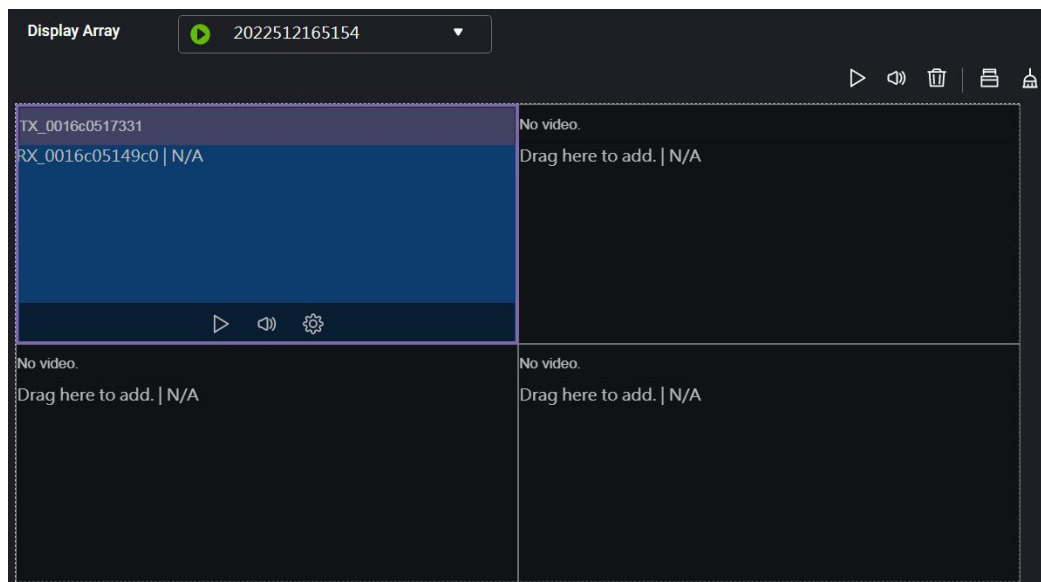 Display Array
2022512165154
TX_0016c0517331
RX_0016c05149c0 | N/A
No video.
Drag here to add. | N/A
No video.
Drag here to add. | N/A
No video.
Drag here to add. | N/A